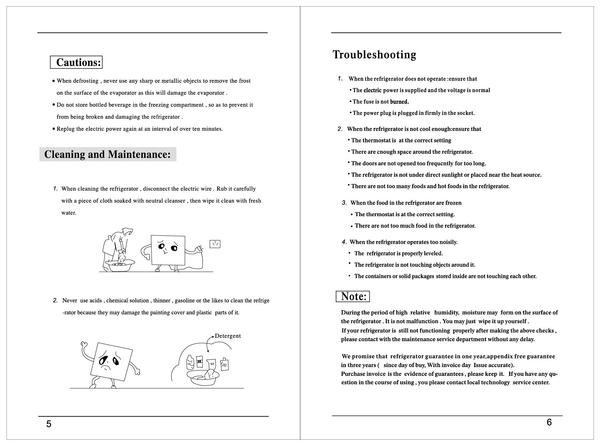 Cautions:
• When defrosting , never use any sharp or metallic objects to remove the frost
on the surface of the evaporator as this will damage the evaporator .
• Do not store bottled beverage in the freezing compartment , so as to prevent it
from being broken and damaging the refrigerator .
• Replug the electric power again at an interval of over ten minutes.
Cleaning and Maintenance:
1. When cleaning the refrigerator , disconnect the electric wire . Rub it carefully
with a piece of cloth soaked with neutral cleanser , then wipe it clean with fresh
water.
2. Never use acids , chemical solution , thinner , gasoline or the likes to clean the refrige
-rator because they may damage the painting cover and plastic parts of it.
Detergent
5
Troubleshooting
1. When the refrigerator does not operate :ensure that
• The electric power is supplied and the voltage is normal
• The fuse is not burned.
• The power plug is plugged in firmly in the socket.
2. When the refrigerator is not cool enough:ensure that
• The thermostat is at the correct setting
• There are enough space around the refrigerator.
• The doors are not opened too frequcntly for too long.
• The refrigerator is not under direct sunlight or placed near the heat source.
• There are not too many foods and hot foods in the refrigerator.
3. When the food in the refrigerator are frozen
• The thermostat is at the correct setting.
• There are not too much food in the refrigerator.
4. When the refrigerator operates too noisily.
• The refrigerator is properly leveled.
• The refrigerator is not touching objects around it.
• The containers or solid packages stored inside are not touching each other.
Note:
During the period of high relative humidity, moisture may form on the surface of
the refrigerator . It is not malfunction . You may just wipe it up yourself .
If your refrigerator is still not functioning properly after making the above checks ,
please contact with the maintenance service department without any delay.
We promise that refrigerator guarantee in one year,appendix free guarantee
in three years ( since day of buy, With invoice day Issue accurate).
Purchase invoice is the evidence of guarantees , please keep it. If you have any qu-
estion in the course of using , you please contact local technology service center.
6